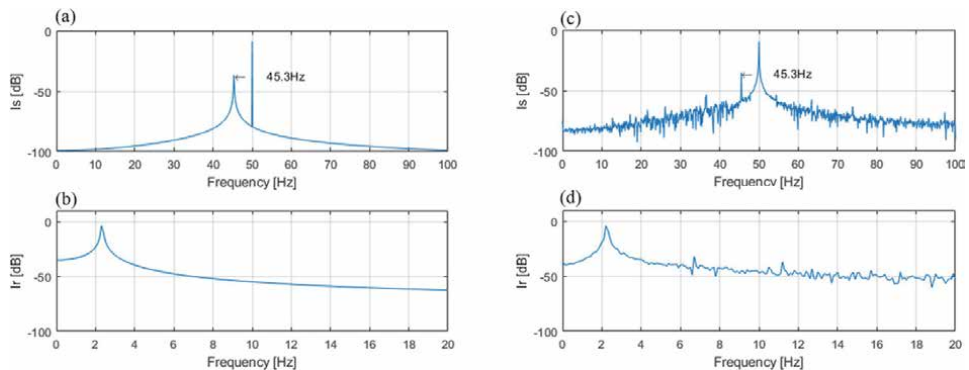 (a)
0
-50
-100
Is [dB]
45.3Hz
0 10 20 30 40 50 60 70 80 90 100
Frequency [Hz]
(b)
0
-50
-100
Ir [dB]
0 2 4 6 8 10 12 14 16 18 20
Frequency [Hz]
(c)
0
-50
-100
Is [dB]
45.3Hz
0 10 20 30 40 50 60 70 80 90 100
Frequency [Hz]
(d)
0
-50
-100
Ir [dB]
0 2 4 6 8 10 12 14 16 18 20
Frequency [Hz]